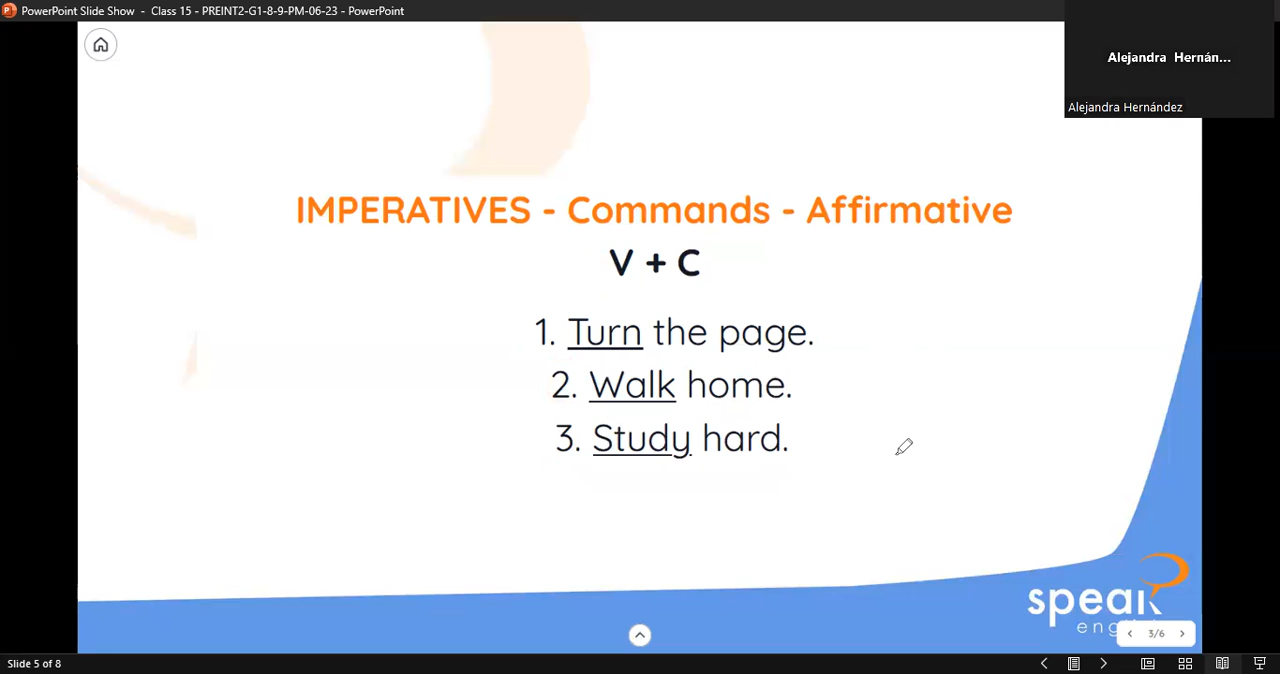 PowerPoint Slide Show - Class 15 - PREINT2-G1-8-9-PM-06-23 - PowerPoint
Alejandra Hernán...
Alejandra Hernández
IMPERATIVES - Commands - Affirmative
V + C
1. Turn the page.
2. Walk home.
3. Study hard.
speak
3/6
Slide 5 of 8